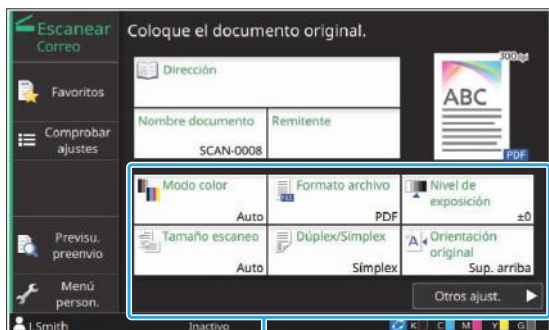 Escanear
Correo
Coloque el documento original.
300dpi
Favoritos
Dirección
ABC
PDF
Comprobar
ajustes
Nombre documento
SCAN-0008
Remitente
Modo color
Auto
Formato archivo
PDF
Nivel de
exposición
±0
Previsu.
preenvio
Tamaño escaneo
Auto
Dúplex/Símplex
Símplex
Orientación
original
Sup. arriba
Menú
person.
Otros ajust.
J.Smith
Inactivo
K C M Y G